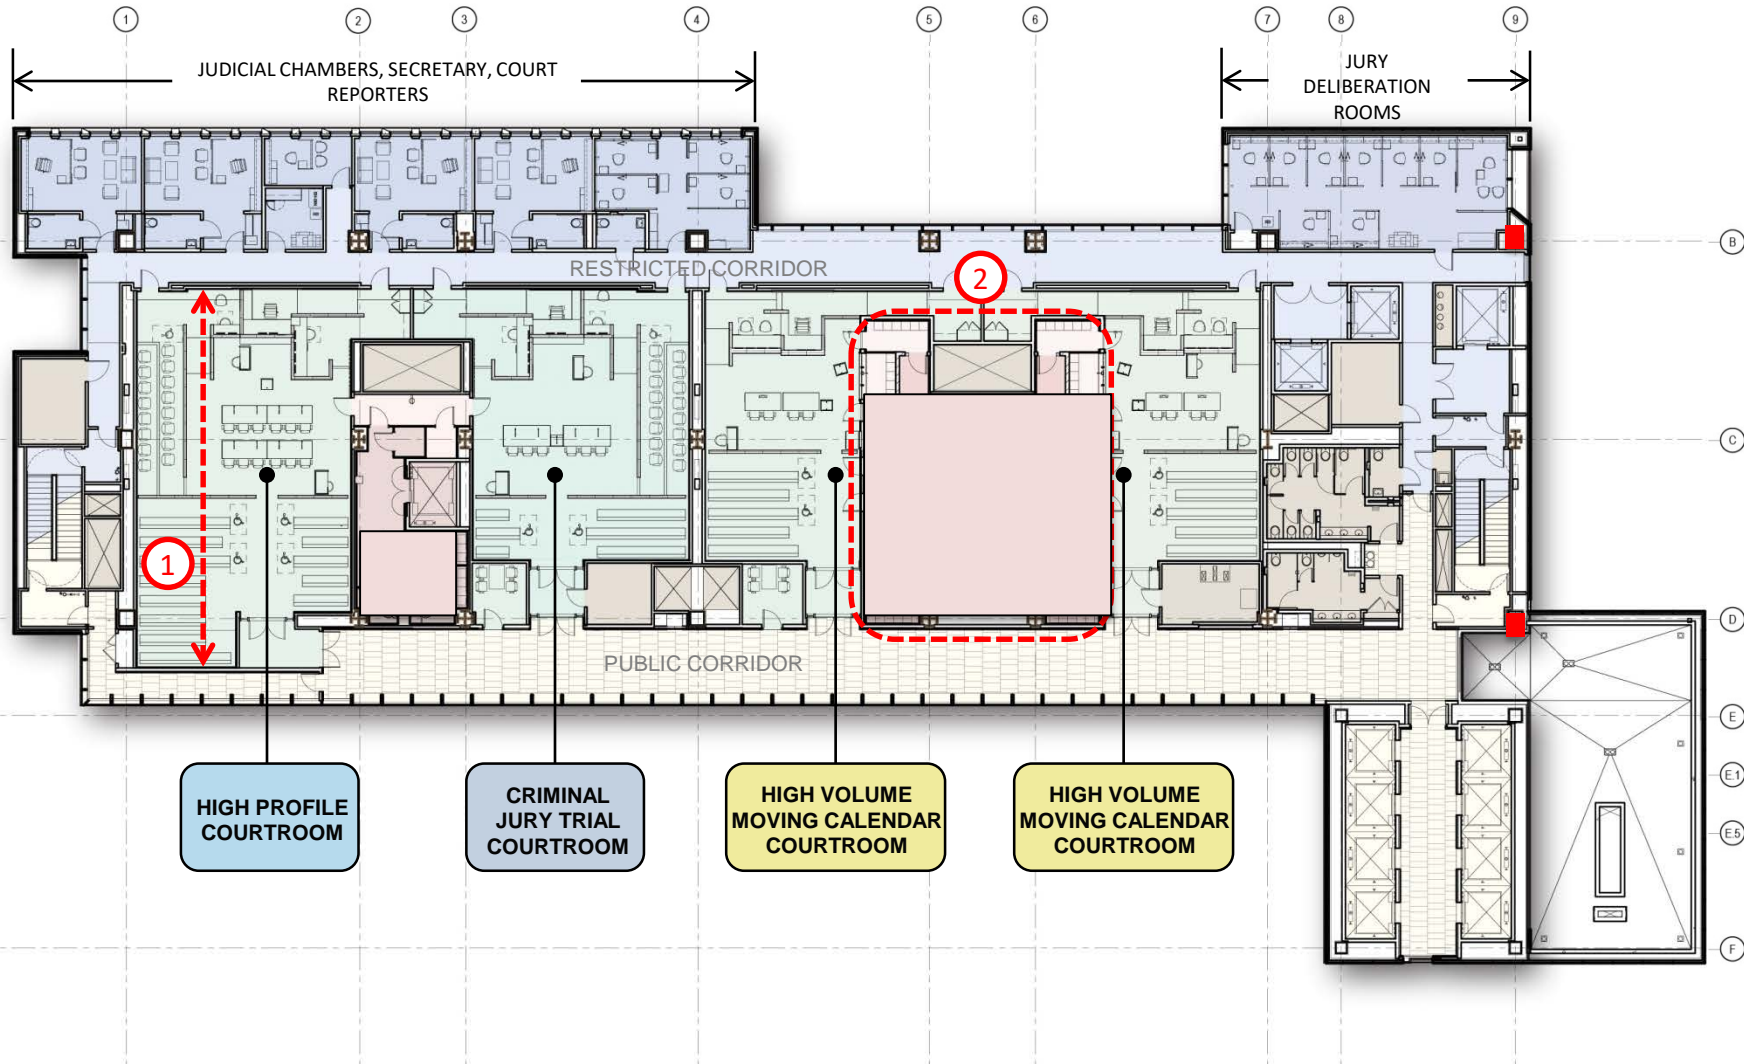 1
2
3
4
5
6
7
8
9
JUDICIAL CHAMBERS, SECRETARY, COURT
REPORTERS
JURY
DELIBERATION
ROOMS
B
RESTRICTED CORRIDOR
2
C
1
D
PUBLIC CORRIDOR
E
E.1
E.5
F
HIGH PROFILE
COURTROOM
CRIMINAL
JURY TRIAL
COURTROOM
HIGH VOLUME
MOVING CALENDAR
COURTROOM
HIGH VOLUME
MOVING CALENDAR
COURTROOM